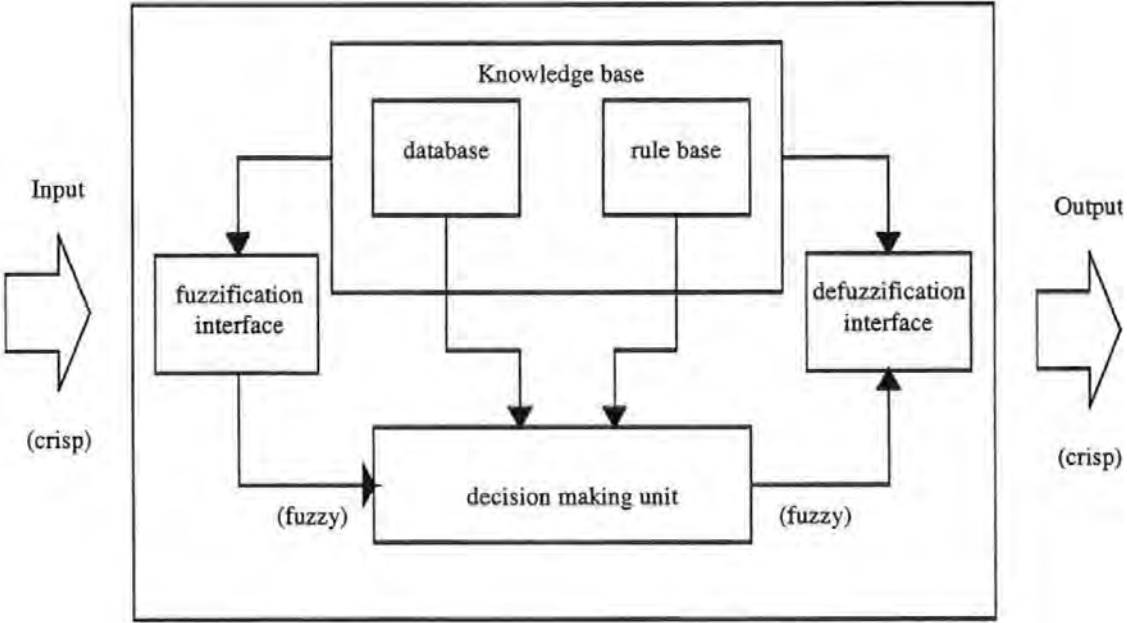 Knowledge base
database
rule base
Input
Output
fuzzification
interface
defuzzification
interface
(crisp)
(crisp)
decision making unit
(fuzzy)
(fuzzy)